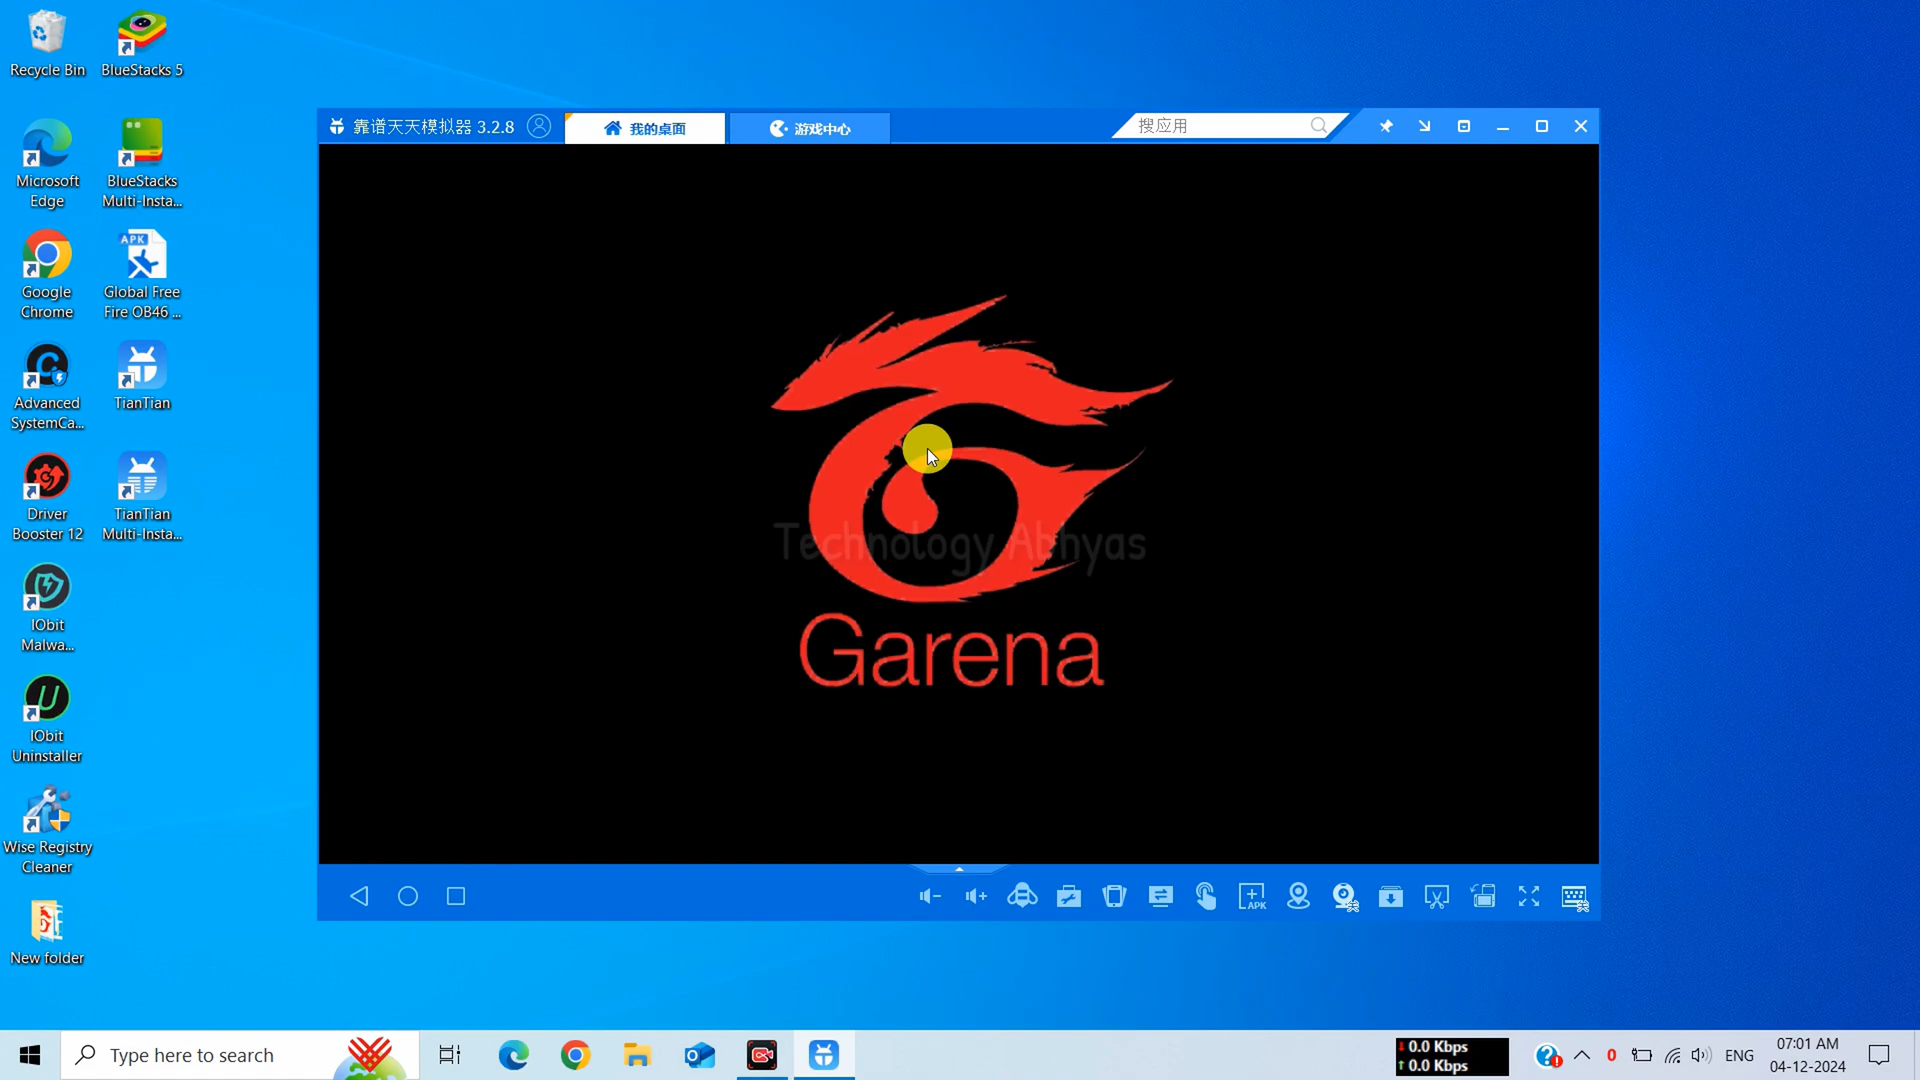 Recycle Bin
BlueStacks 5
Microsoft
Edge
BlueStacks
Multi-Insta...
Google
Chrome
APK
Global Free
Fire OB46 ...
Advanced
SystemCa...
TianTian
Driver
Booster 12
TianTian
Multi-Insta...
IObit
Malwa...
IObit
Uninstaller
Wise Registry
Cleaner
New folder
靠谱天天模拟器 3.2.8
我的桌面
游戏中心
搜应用
Technology Abhyas
Garena
APK
Type here to search
0.0 Kbps
0.0 Kbps
0
ENG
07:01 AM
04-12-2024